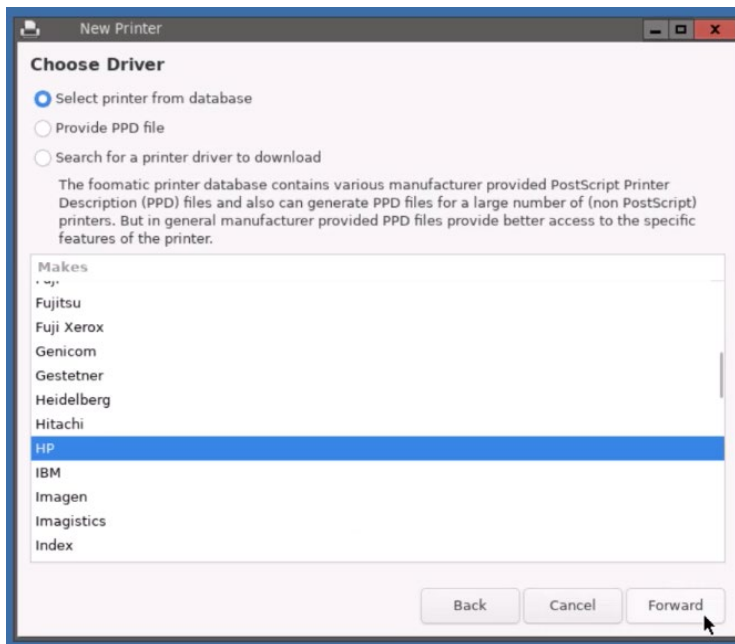 New Printer
Choose Driver
Select printer from database
Provide PPD file
Search for a printer driver to download
The foomatic printer database contains various manufacturer provided PostScript Printer
Description (PPD) files and also can generate PPD files for a large number of (non PostScript)
printers. But in general manufacturer provided PPD files provide better access to the specific
features of the printer.
Makes
Fujitsu
Fuji Xerox
Genicom
Gestetner
Heidelberg
Hitachi
HP
IBM
Imagen
Imagistics
Index
Back Cancel Forward